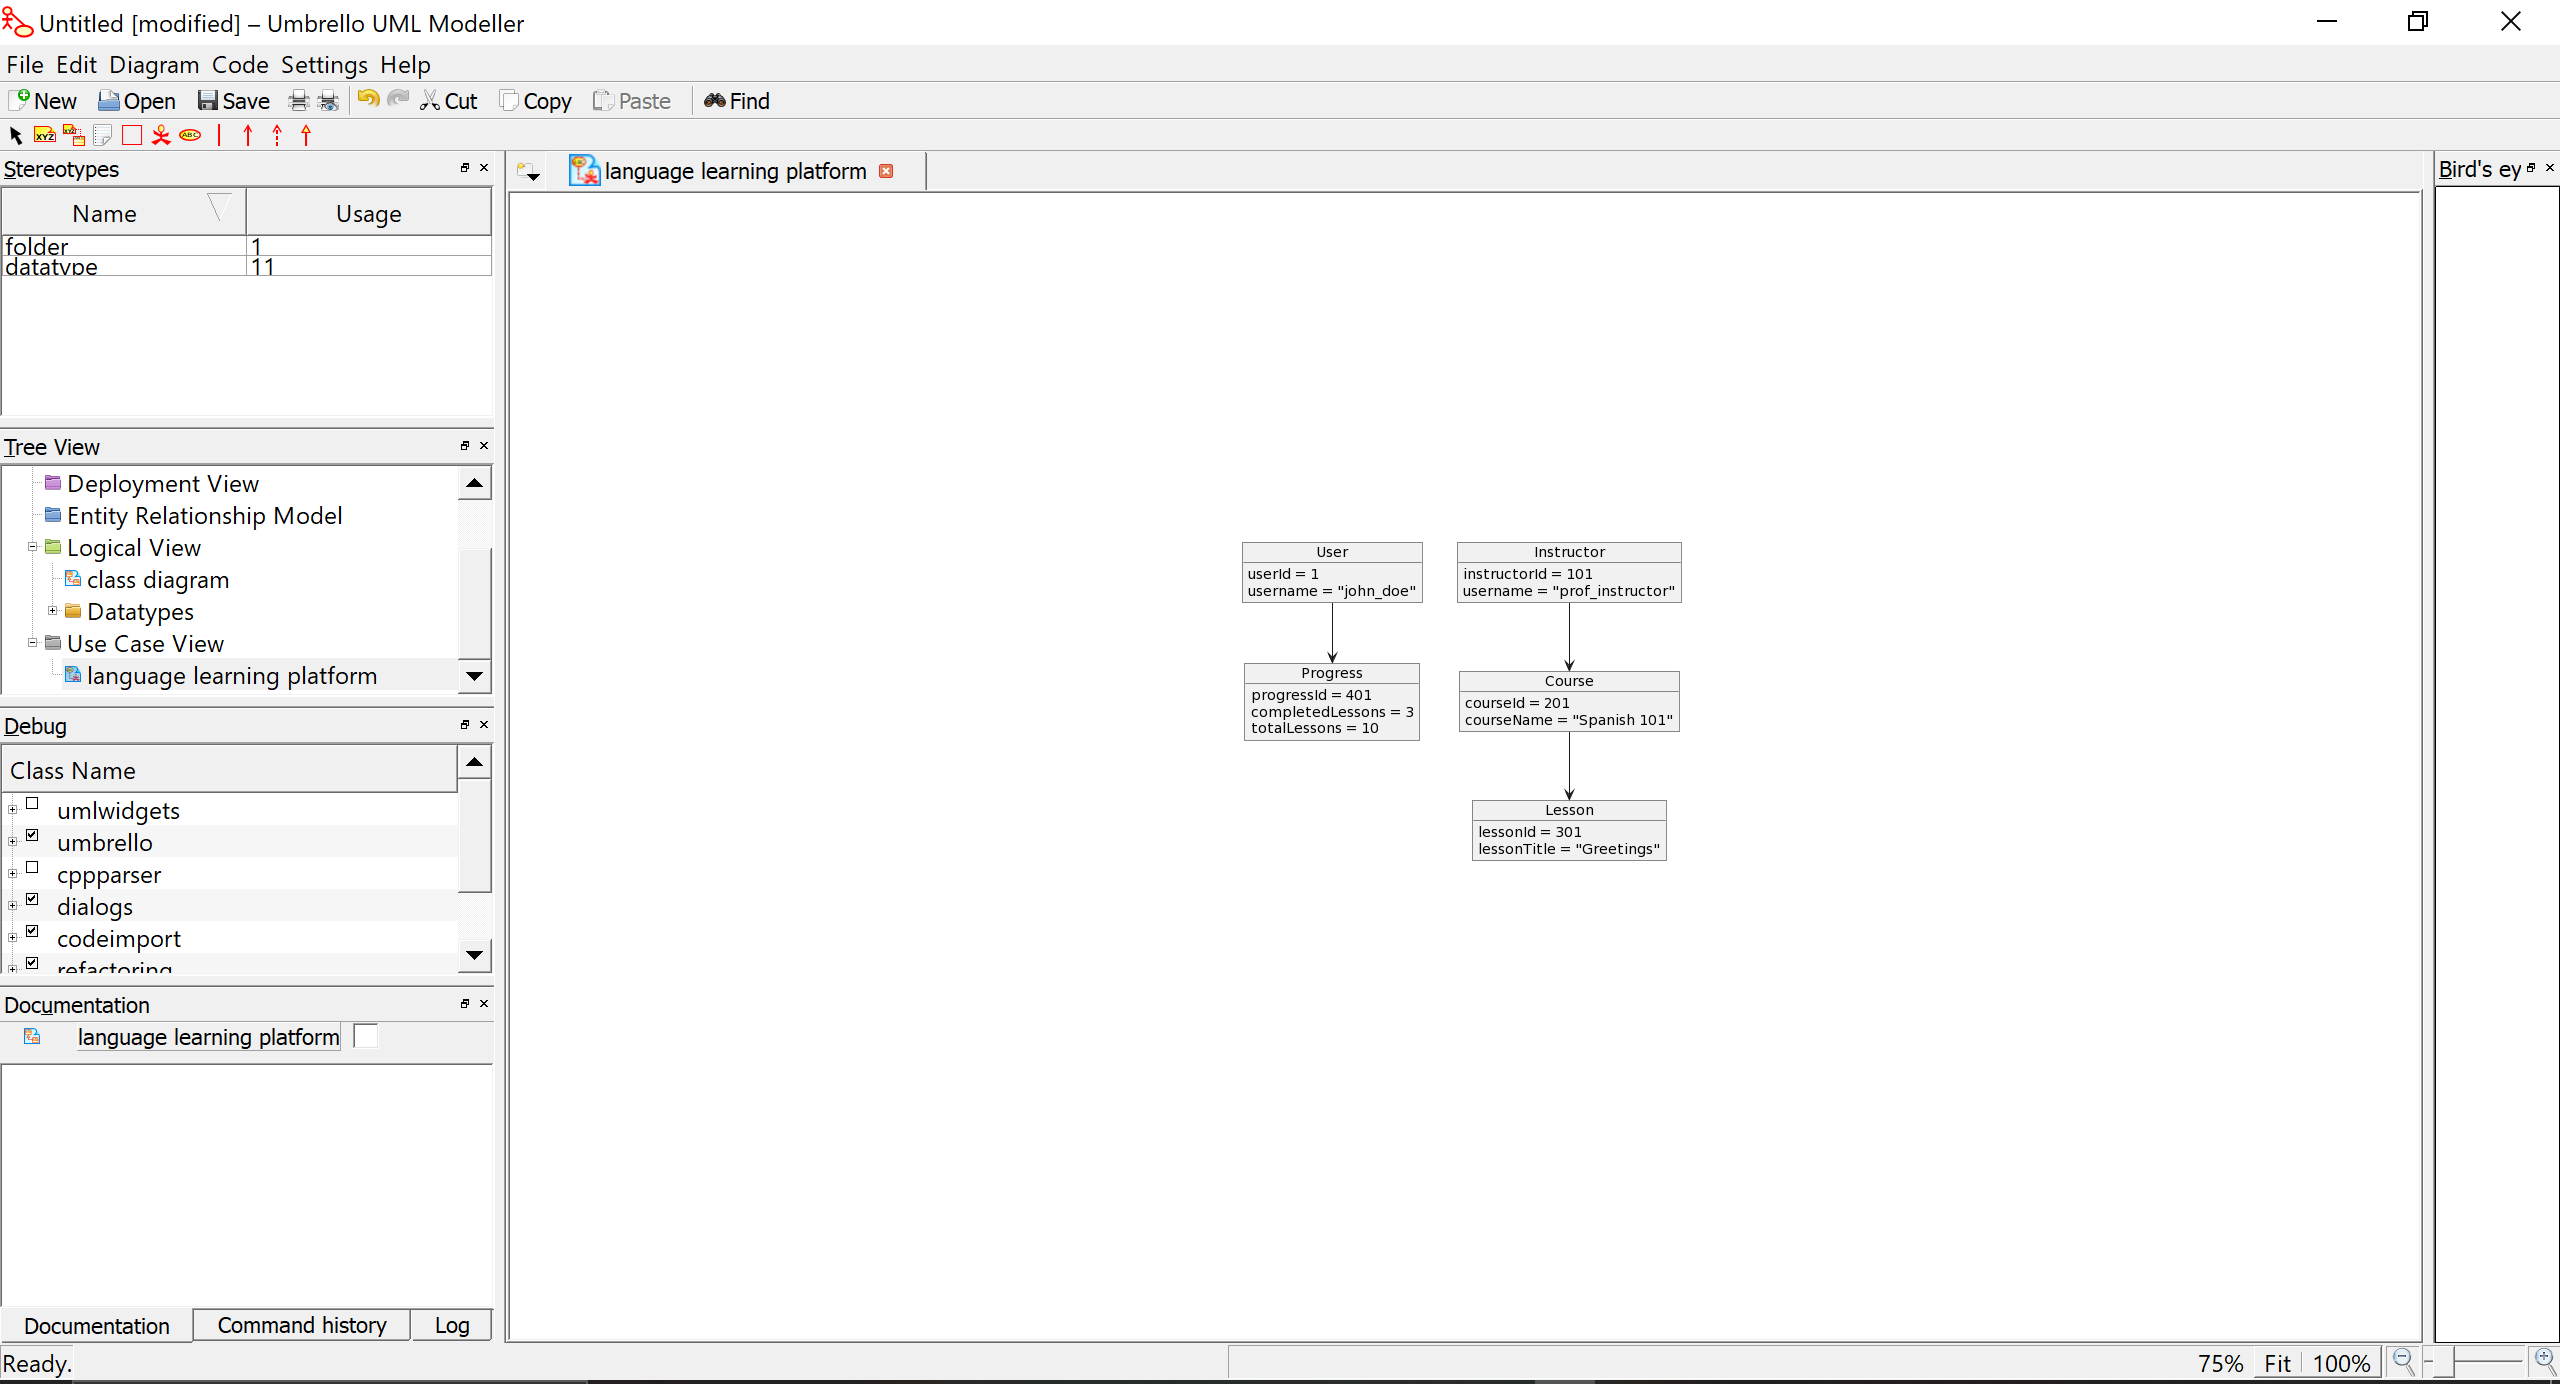 Untitled [modified] – Umbrello UML Modeller
File Edit Diagram Code Settings Help
New Open Save Cut Copy Paste Find
XYZ XYZ ABC
Stereotypes
Name Usage
folder 1
datatype 11
Tree View
Deployment View
Entity Relationship Model
Logical View
class diagram
Datatypes
Use Case View
language learning platform
Debug
Class Name
umlwidgets
umbrello
cppparser
dialogs
codeimport
refactoring
Documentation
language learning platform
Documentation Command history Log
Ready.
language learning platform
User
userId = 1
username = "john_doe"
Progress
progressId = 401
completedLessons = 3
totalLessons = 10
Instructor
instructorId = 101
username = "prof_instructor"
Course
courseId = 201
courseName = "Spanish 101"
Lesson
lessonId = 301
lessonTitle = "Greetings"
Bird's ey
75% Fit 100%